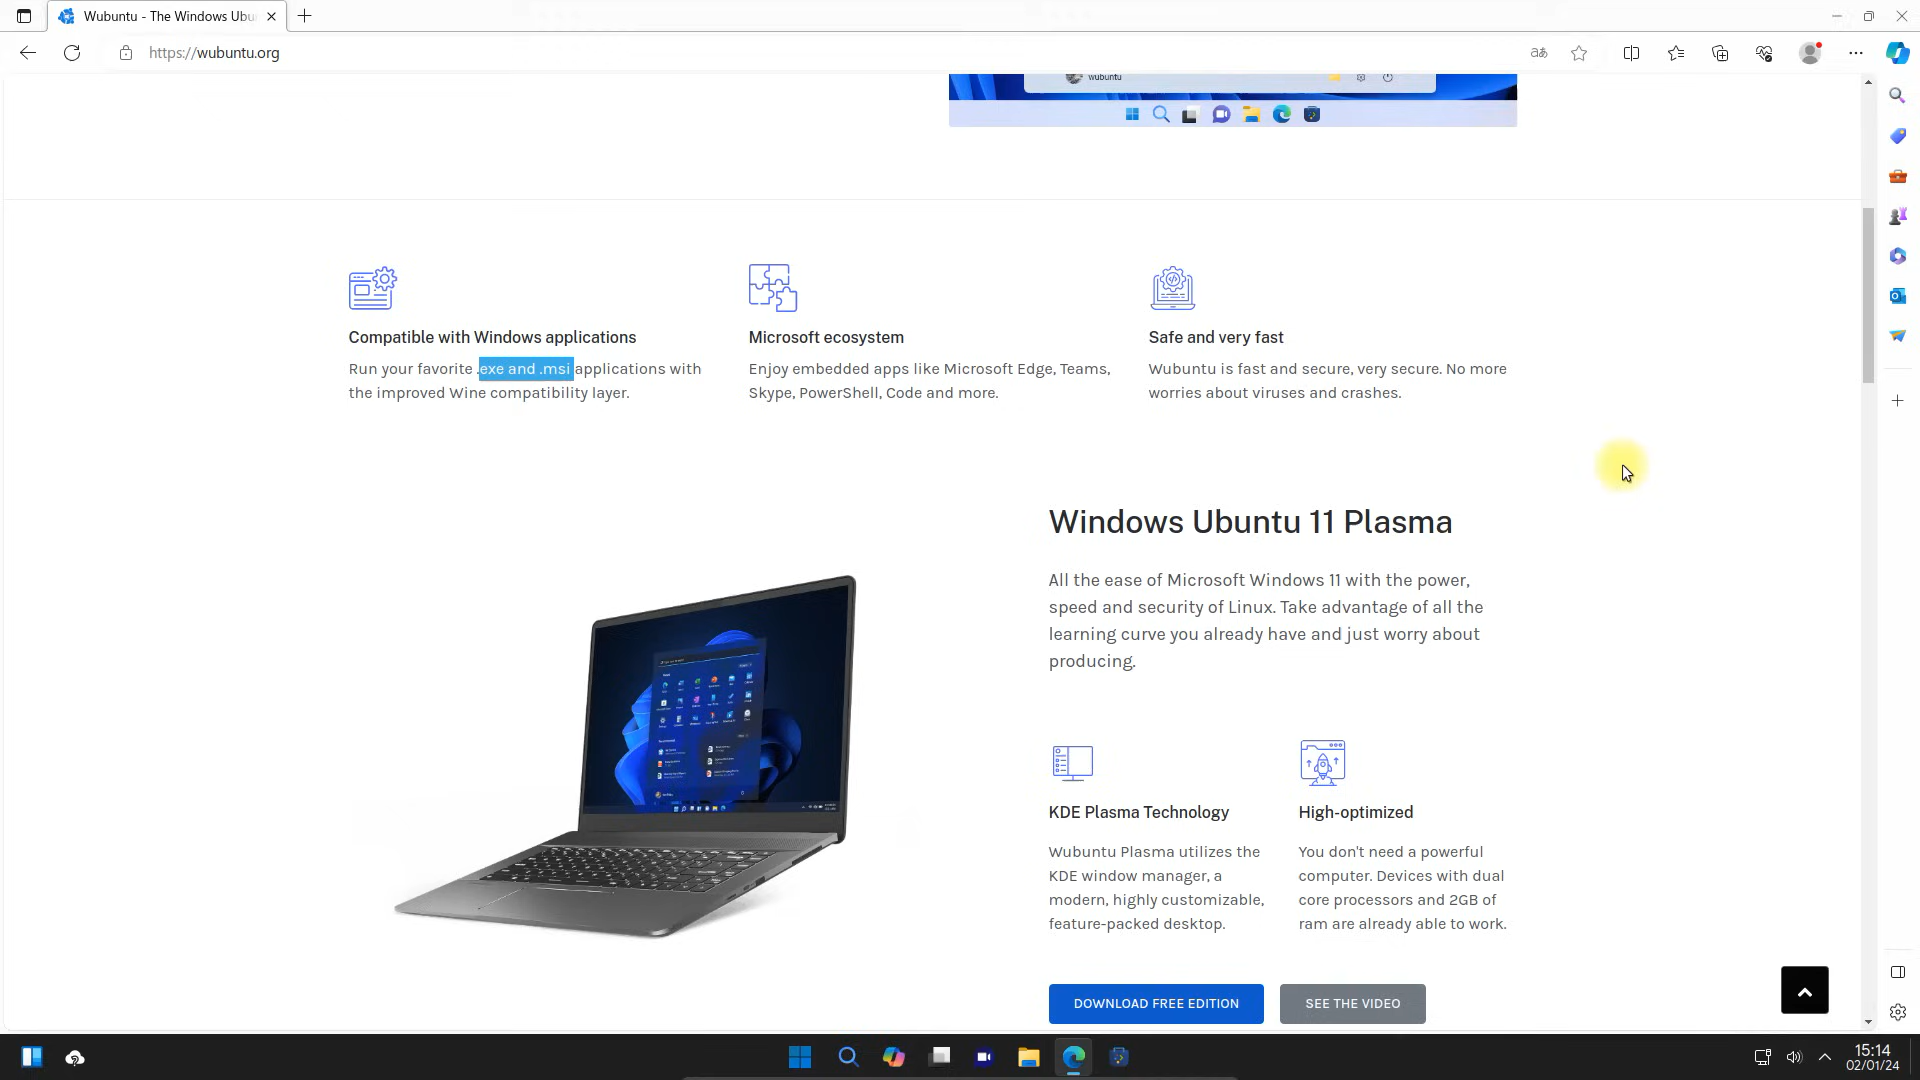 Wubuntu - The Windows Ubu
https://wubuntu.org
wubuntu
Compatible with Windows applications
Run your favorite .exe and .msi applications with
the improved Wine compatibility layer.
Microsoft ecosystem
Enjoy embedded apps like Microsoft Edge, Teams,
Skype, PowerShell, Code and more.
Safe and very fast
Wubuntu is fast and secure, very secure. No more
worries about viruses and crashes.
Windows Ubuntu 11 Plasma
All the ease of Microsoft Windows 11 with the power,
speed and security of Linux. Take advantage of all the
learning curve you already have and just worry about
producing.
KDE Plasma Technology
Wubuntu Plasma utilizes the
KDE window manager, a
modern, highly customizable,
feature-packed desktop.
High-optimized
You don't need a powerful
computer. Devices with dual
core processors and 2GB of
ram are already able to work.
DOWNLOAD FREE EDITION
SEE THE VIDEO
15:14
02/01/24